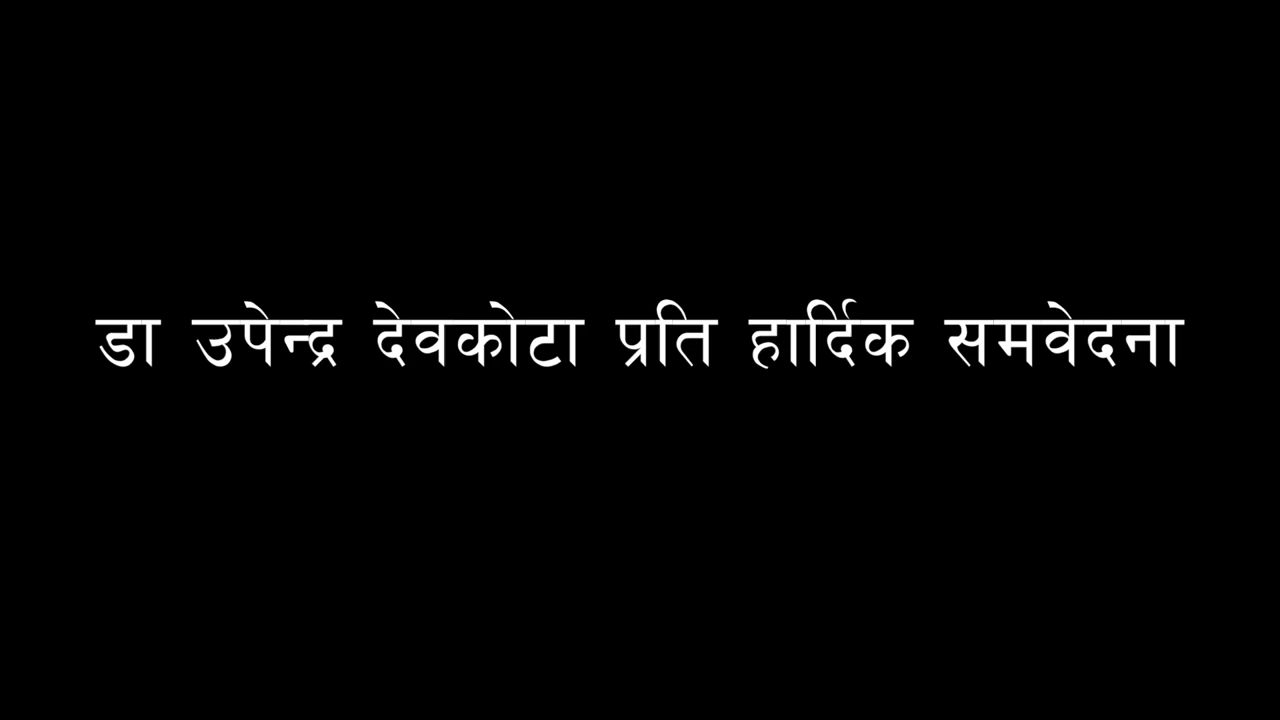 डा उपेन्द्र देवकोटा प्रति हार्दिक समवेदना